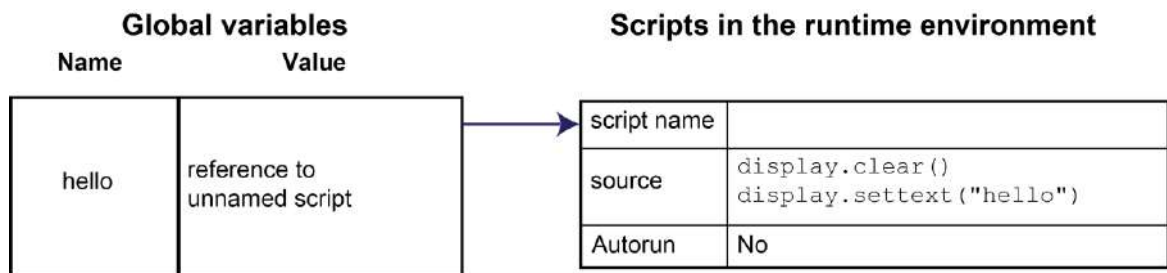 Global variables
Name Value
hello
reference to
unnamed script
Scripts in the runtime environment
script name
source
display.clear()
display.settext("hello")
Autorun No